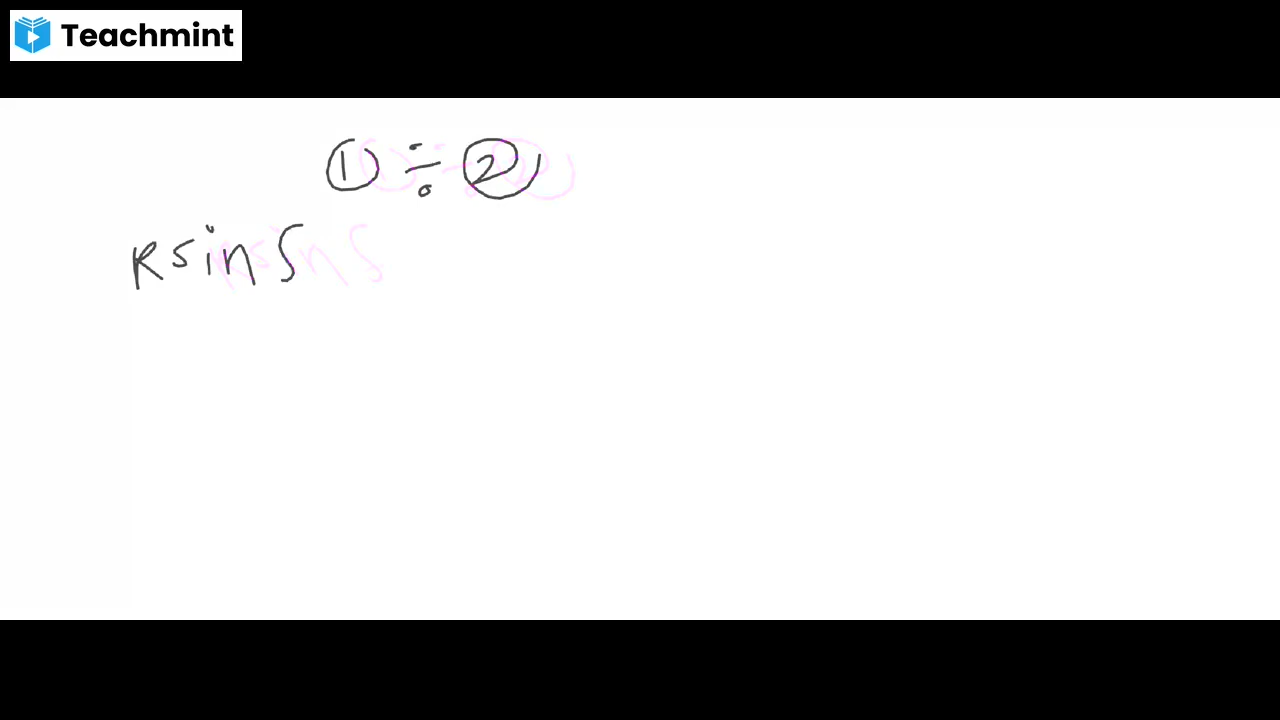 Teachmint
① ÷ ②
R sin δ